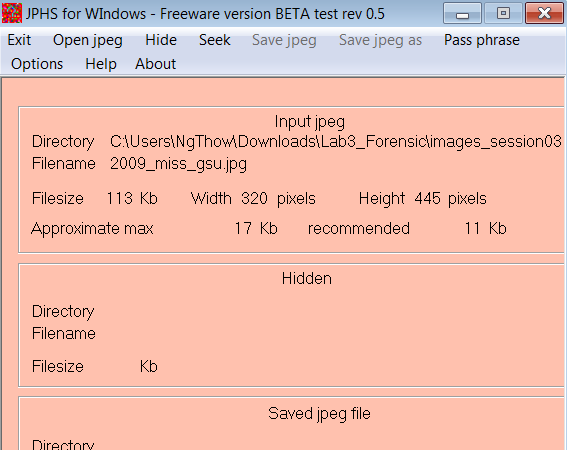 JPHS for WIndows - Freeware version BETA test rev 0.5
Exit Open jpeg Hide Seek Save jpeg Save jpeg as Pass phrase
Options Help About
Input jpeg
Directory C:\Users\NgThow\Downloads\Lab3_Forensic\images_session03
Filename 2009_miss_gsu.jpg
Filesize 113 Kb Width 320 pixels Height 445 pixels
Approximate max 17 Kb recommended 11 Kb
Hidden
Directory
Filename
Filesize Kb
Saved jpeg file
Directory